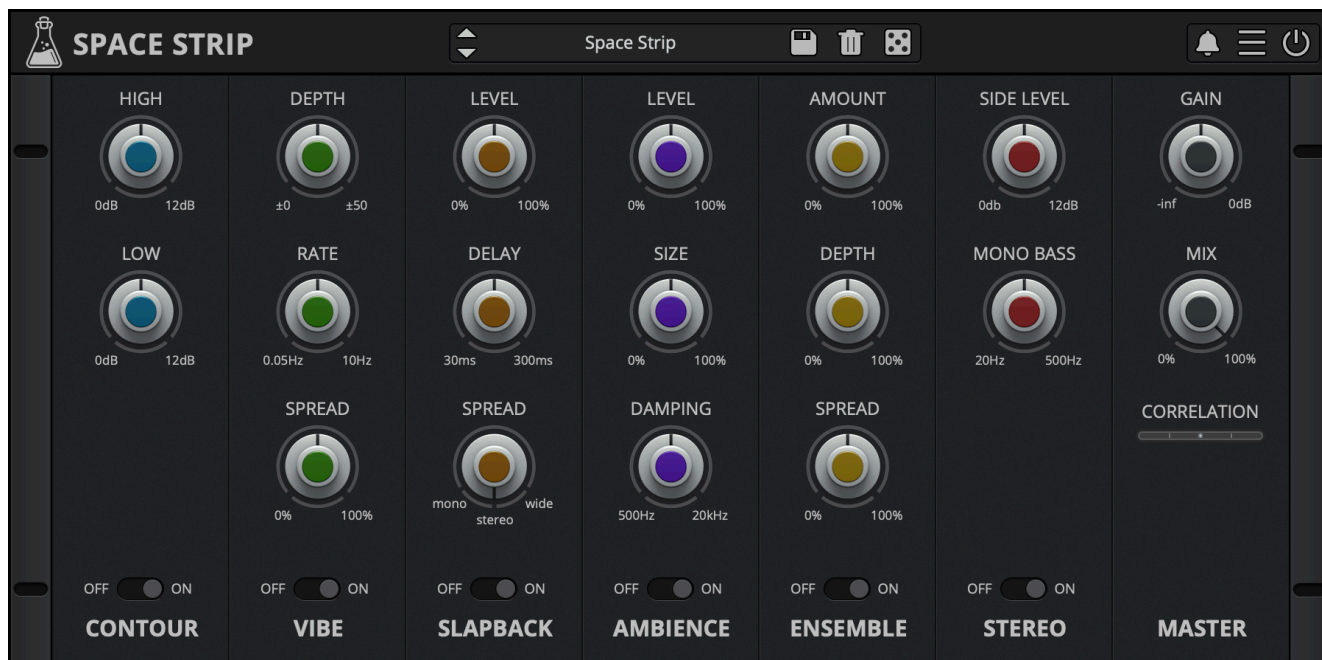 SPACE STRIP
Space Strip
HIGH DEPTH LEVEL LEVEL AMOUNT SIDE LEVEL GAIN
0dB 12dB ±0 ±50 0% 100% 0% 100% 0% 100% 0db 12dB -inf 0dB
LOW RATE DELAY SIZE DEPTH MONO BASS MIX
0dB 12dB 0.05Hz 10Hz 30ms 300ms 0% 100% 0% 100% 20Hz 500Hz 0% 100%
SPREAD SPREAD DAMPING SPREAD CORRELATION
0% 100% mono stereo wide 500Hz 20kHz 0% 100%
OFF ON OFF ON OFF ON OFF ON OFF ON OFF ON
CONTOUR VIBE SLAPBACK AMBIENCE ENSEMBLE STEREO MASTER